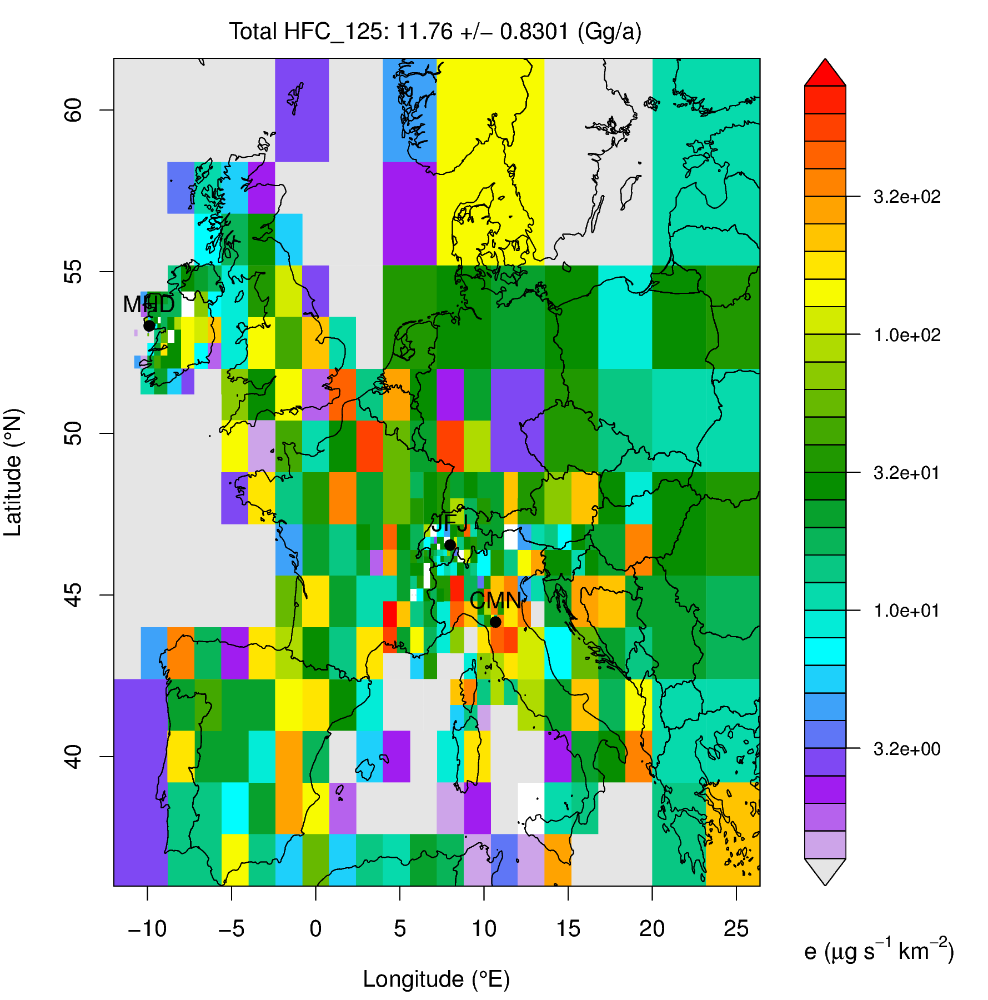 Total HFC_125: 11.76 +/− 0.8301 (Gg/a)
60
55
50
45
40
Latitude (°N)
MHD
JFJ
CMN
−10 −5 0 5 10 15 20 25
Longitude (°E)
3.2e+02
1.0e+02
3.2e+01
1.0e+01
3.2e+00
e (μg s⁻¹ km⁻²)